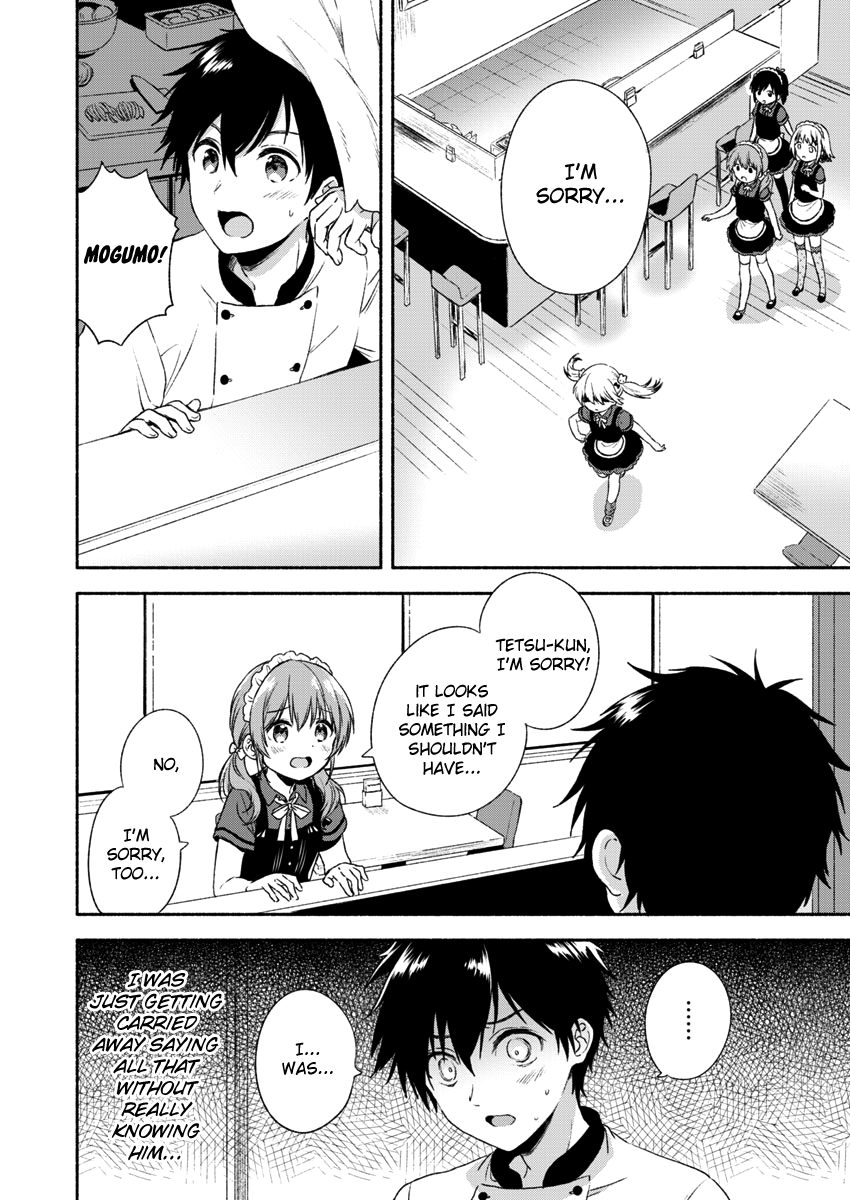 I'M
SORRY...
MOGUMO!
TETSU-KUN,
I'M SORRY!
IT LOOKS
LIKE I SAID
SOMETHING I
SHOULDN'T
HAVE...
NO,
I'M
SORRY,
TOO...
......
I...
WAS...
I WAS
JUST GETTING
CARRIED
AWAY SAYING
ALL THAT
WITHOUT
REALLY
KNOWING
HIM...